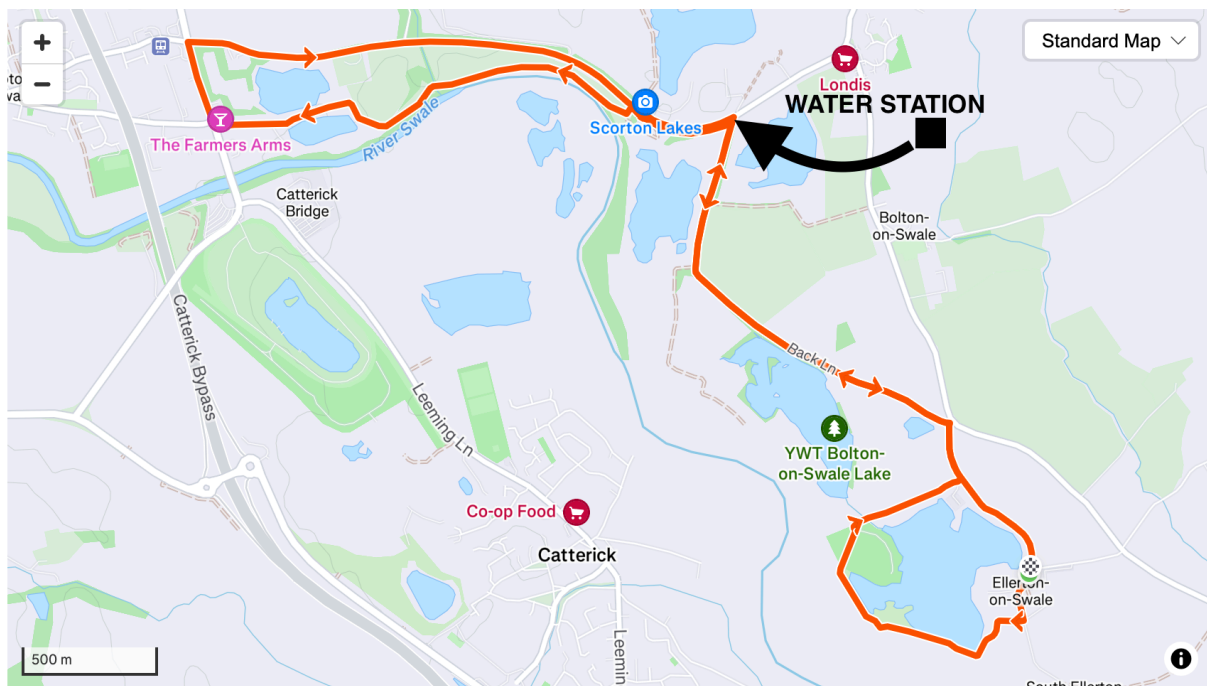 +
−
Standard Map
Londis
WATER STATION
Scorton Lakes
The Farmers Arms
River Swale
Catterick
Bridge
Bolton-
on-Swale
Catterick Bypass
Back Ln
Leeming Ln
YWT Bolton-
on-Swale Lake
Co-op Food
Catterick
Ellerton-
on-Swale
Leeming
500 m